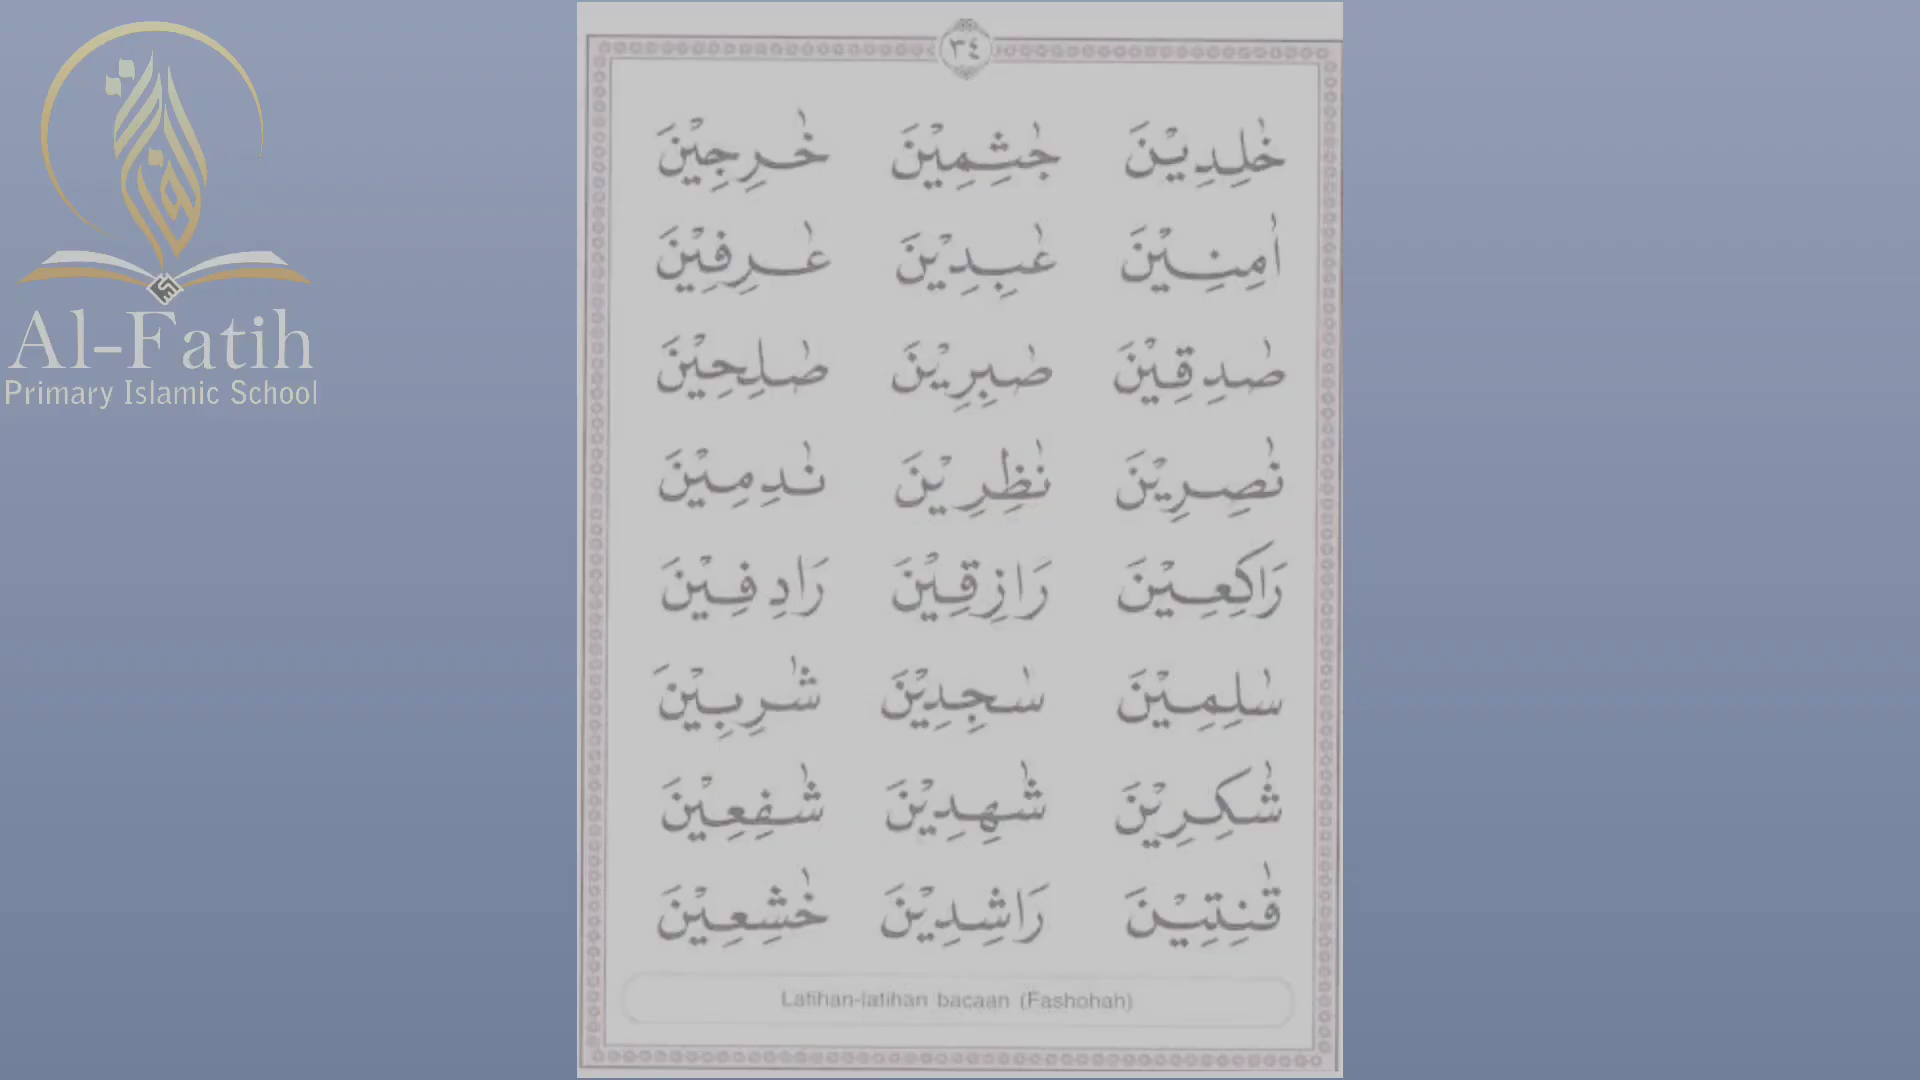 Al-Fatih
Primary Islamic School
٣٤
خٰلِدِيْنَ جٰثِمِيْنَ خٰرِجِيْنَ
اٰمِنِيْنَ عٰبِدِيْنَ عٰرِفِيْنَ
صٰدِقِيْنَ صٰبِرِيْنَ صٰلِحِيْنَ
نٰصِرِيْنَ نٰظِرِيْنَ نٰدِمِيْنَ
رَاكِعِيْنَ رَازِقِيْنَ رَادِفِيْنَ
سٰلِمِيْنَ سٰجِدِيْنَ شٰرِبِيْنَ
شٰكِرِيْنَ شٰهِدِيْنَ شٰفِعِيْنَ
قٰنِتِيْنَ رَاشِدِيْنَ خٰشِعِيْنَ
Latihan-latihan bacaan (Fashohah)